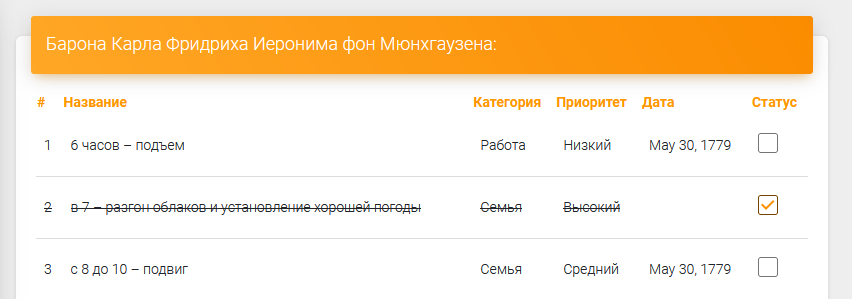 Барона Карла Фридриха Иеронима фон Мюнхгаузена:
# Название Категория Приоритет Дата Статус
1 6 часов – подъем Работа Низкий May 30, 1779
2 в 7 – разгон облаков и установление хорошей погоды Семья Высокий
3 с 8 до 10 – подвиг Семья Средний May 30, 1779